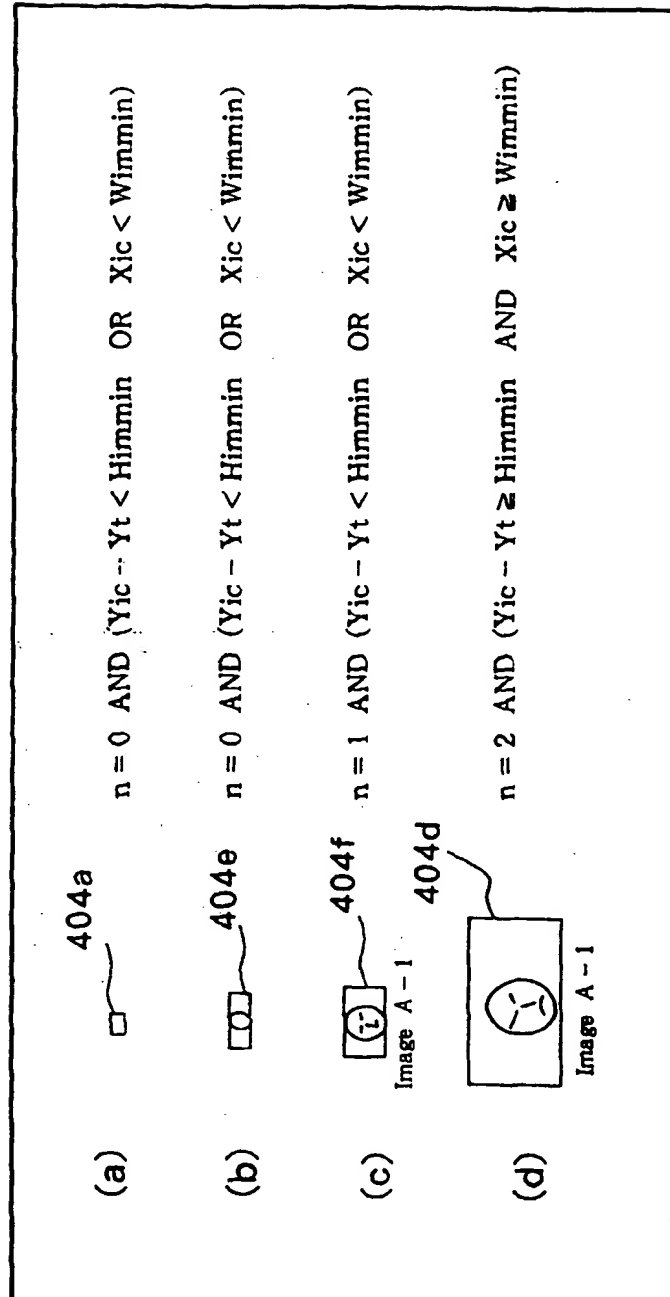 404a
(a) n = 0 AND (Yic - Yt < Himmin OR Xic < Wimmin)
404e
(b) n = 0 AND (Yic - Yt < Himmin OR Xic < Wimmin)
404f
(c) n = 1 AND (Yic - Yt < Himmin OR Xic < Wimmin)
Image A - 1
404d
(d) n = 2 AND (Yic - Yt ≧ Himmin AND Xic ≧ Wimmin)
Image A - 1